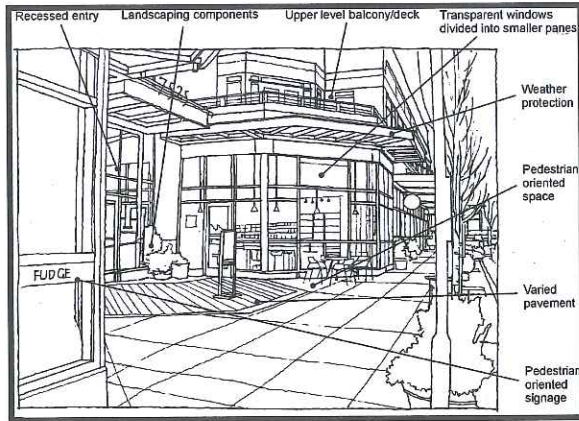 Recessed entry
Landscaping components
Upper level balcony/deck
Transparent windows
divided into smaller panes
Weather
protection
Pedestrian
oriented
space
FUDGE
Varied
pavement
Pedestrian
oriented
signage